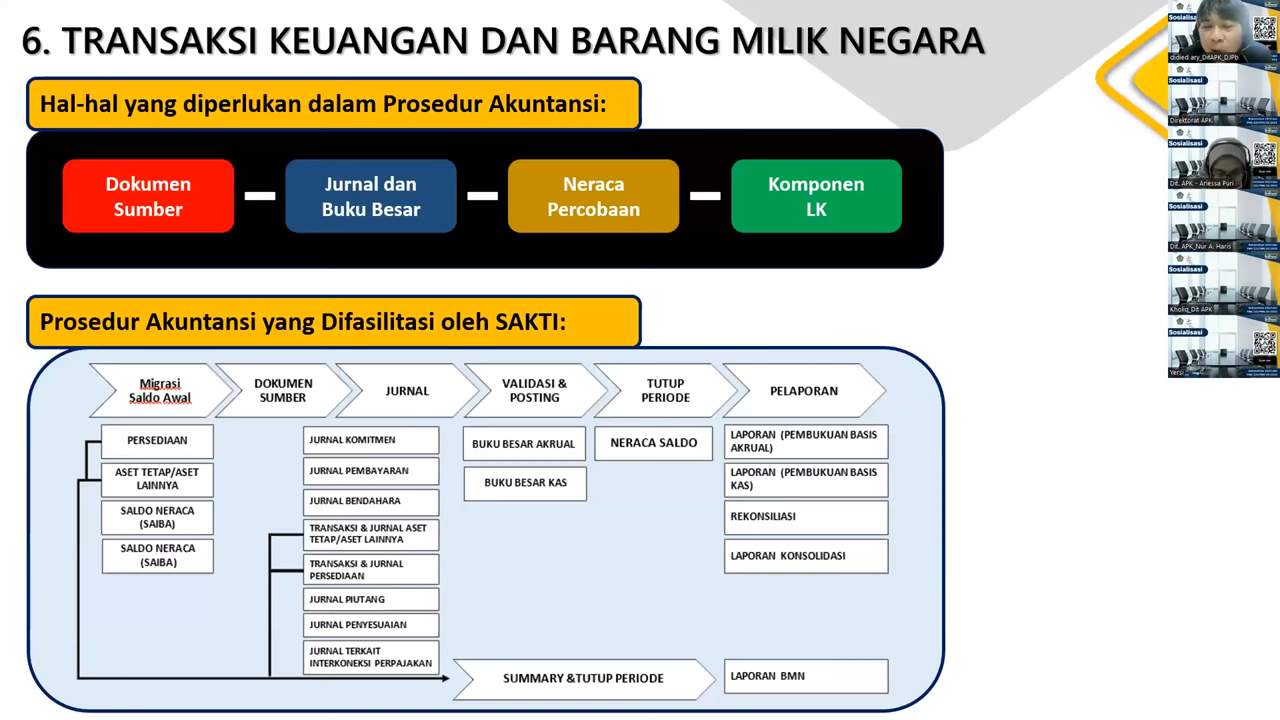 6. TRANSAKSI KEUANGAN DAN BARANG MILIK NEGARA
Hal-hal yang diperlukan dalam Prosedur Akuntansi:
Dokumen
Sumber
Jurnal dan
Buku Besar
Neraca
Percobaan
Komponen
LK
Prosedur Akuntansi yang Difasilitasi oleh SAKTI:
Migrasi
Saldo Awal
DOKUMEN
SUMBER
JURNAL
VALIDASI &
POSTING
TUTUP
PERIODE
PELAPORAN
PERSEDIAAN
ASET TETAP/ASET
LAINNYA
SALDO NERACA
(SAIBA)
SALDO NERACA
(SAIBA)
JURNAL KOMITMEN
JURNAL PEMBAYARAN
JURNAL BENDAHARA
TRANSAKSI & JURNAL ASET
TETAP/ASET LAINNYA
TRANSAKSI & JURNAL
PERSEDIAAN
JURNAL PIUTANG
JURNAL PENYESUAIAN
JURNAL TERKAIT
INTERKONEKSI PERPAJAKAN
BUKU BESAR AKRUAL
BUKU BESAR KAS
NERACA SALDO
LAPORAN (PEMBUKUAN BASIS
AKRUAL)
LAPORAN (PEMBUKUAN BASIS
KAS)
REKONSILIASI
LAPORAN KONSOLIDASI
SUMMARY &TUTUP PERIODE
LAPORAN BMN
Sosialisasi
didied ary_DitAPK_DJPb
Sosialisasi
Direktorat APK
Sosialisasi
Dit. APK - Ariessa Puri
Sosialisasi
Dit. APK_Nur A. Haris
Sosialisasi
Kholiq_Dit APK
Sosialisasi
Yersi